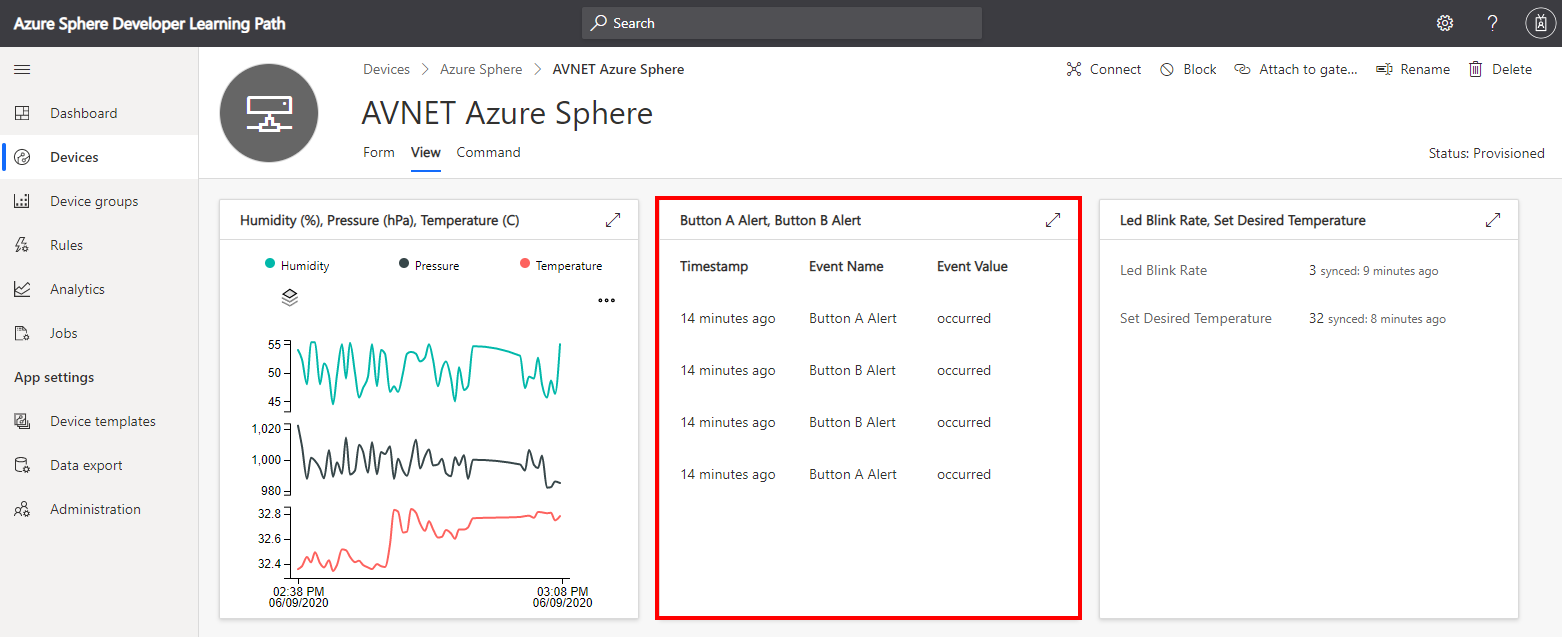 Azure Sphere Developer Learning Path
Search
?
Dashboard
Devices
Device groups
Rules
Analytics
Jobs
App settings
Device templates
Data export
Administration
Devices > Azure Sphere > AVNET Azure Sphere
Connect Block Attach to gate... Rename Delete
AVNET Azure Sphere
Form View Command
Status: Provisioned
Humidity (%), Pressure (hPa), Temperature (C)
Humidity Pressure Temperature
55
50
45
1,020
1,000
980
32.8
32.6
32.4
02:38 PM 03:08 PM
06/09/2020 06/09/2020
Button A Alert, Button B Alert
Timestamp Event Name Event Value
14 minutes ago Button A Alert occurred
14 minutes ago Button B Alert occurred
14 minutes ago Button B Alert occurred
14 minutes ago Button A Alert occurred
Led Blink Rate, Set Desired Temperature
Led Blink Rate 3 synced: 9 minutes ago
Set Desired Temperature 32 synced: 8 minutes ago